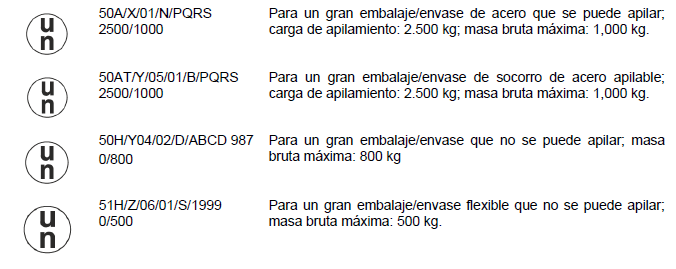 un
50A/X/01/N/PQRS
2500/1000
Para un gran embalaje/envase de acero que se puede apilar;
carga de apilamiento: 2.500 kg; masa bruta máxima: 1,000 kg.
un
50AT/Y/05/01/B/PQRS
2500/1000
Para un gran embalaje/envase de socorro de acero apilable;
carga de apilamiento: 2.500 kg; masa bruta máxima: 1,000 kg.
un
50H/Y04/02/D/ABCD 987
0/800
Para un gran embalaje/envase que no se puede apilar; masa
bruta máxima: 800 kg
un
51H/Z/06/01/S/1999
0/500
Para un gran embalaje/envase flexible que no se puede apilar;
masa bruta máxima: 500 kg.